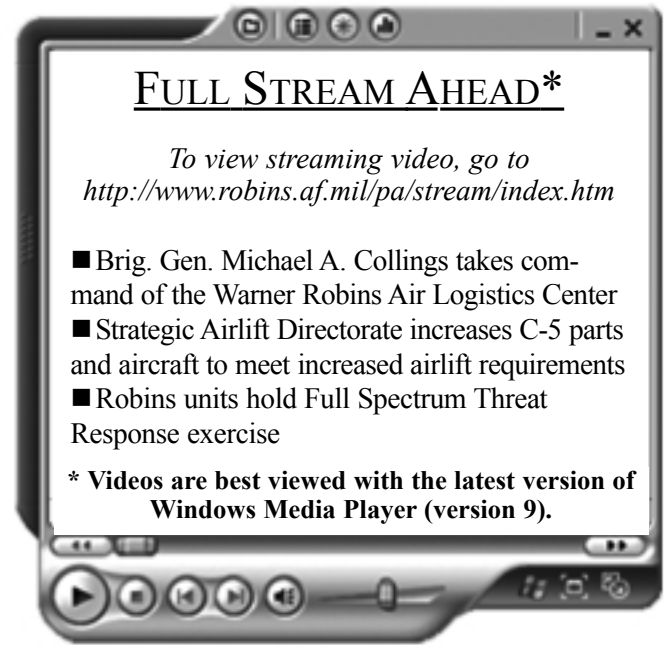 FULL STREAM AHEAD*
To view streaming video, go to
http://www.robins.af.mil/pa/stream/index.htm
■ Brig. Gen. Michael A. Collings takes com-
mand of the Warner Robins Air Logistics Center
■ Strategic Airlift Directorate increases C-5 parts
and aircraft to meet increased airlift requirements
■ Robins units hold Full Spectrum Threat
Response exercise
* Videos are best viewed with the latest version of
Windows Media Player (version 9).